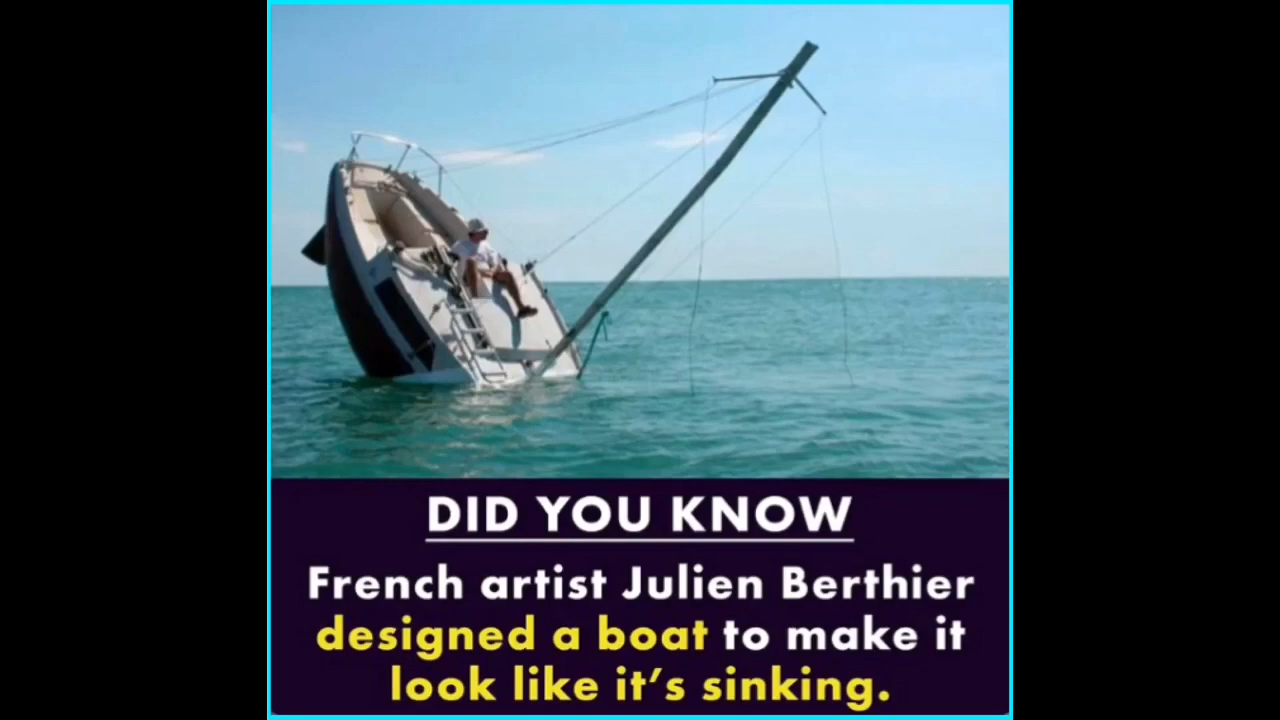 DID YOU KNOW
French artist Julien Berthier
designed a boat to make it
look like it's sinking.